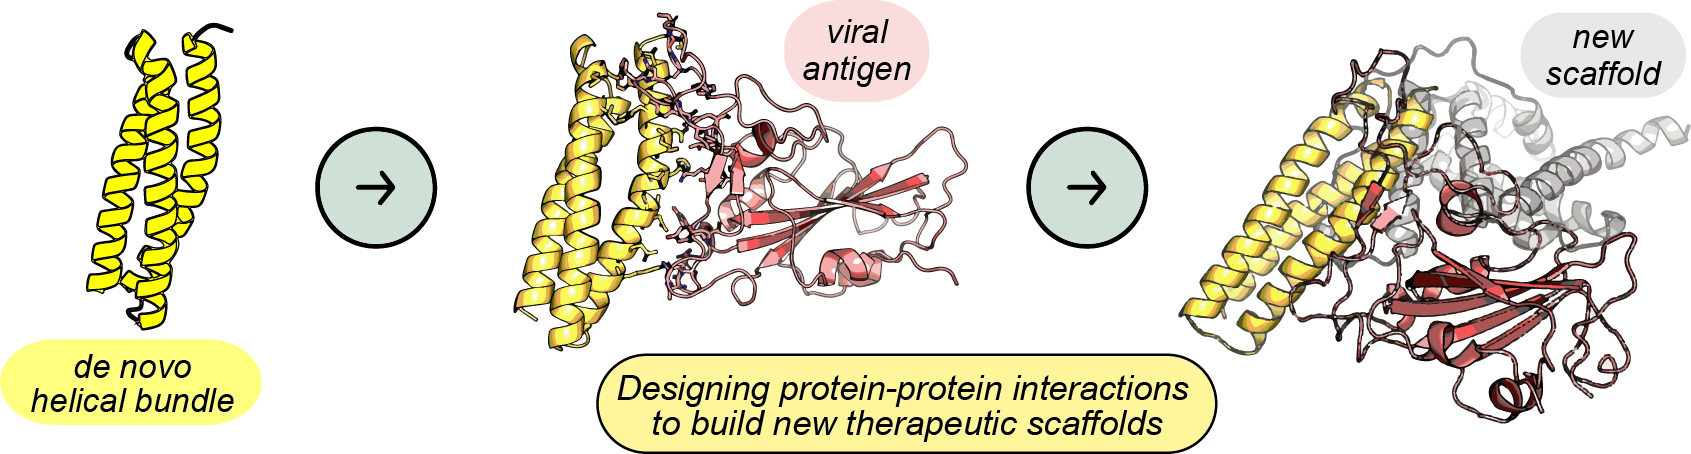 viral
antigen
new
scaffold
de novo
helical bundle
Designing protein-protein interactions
to build new therapeutic scaffolds